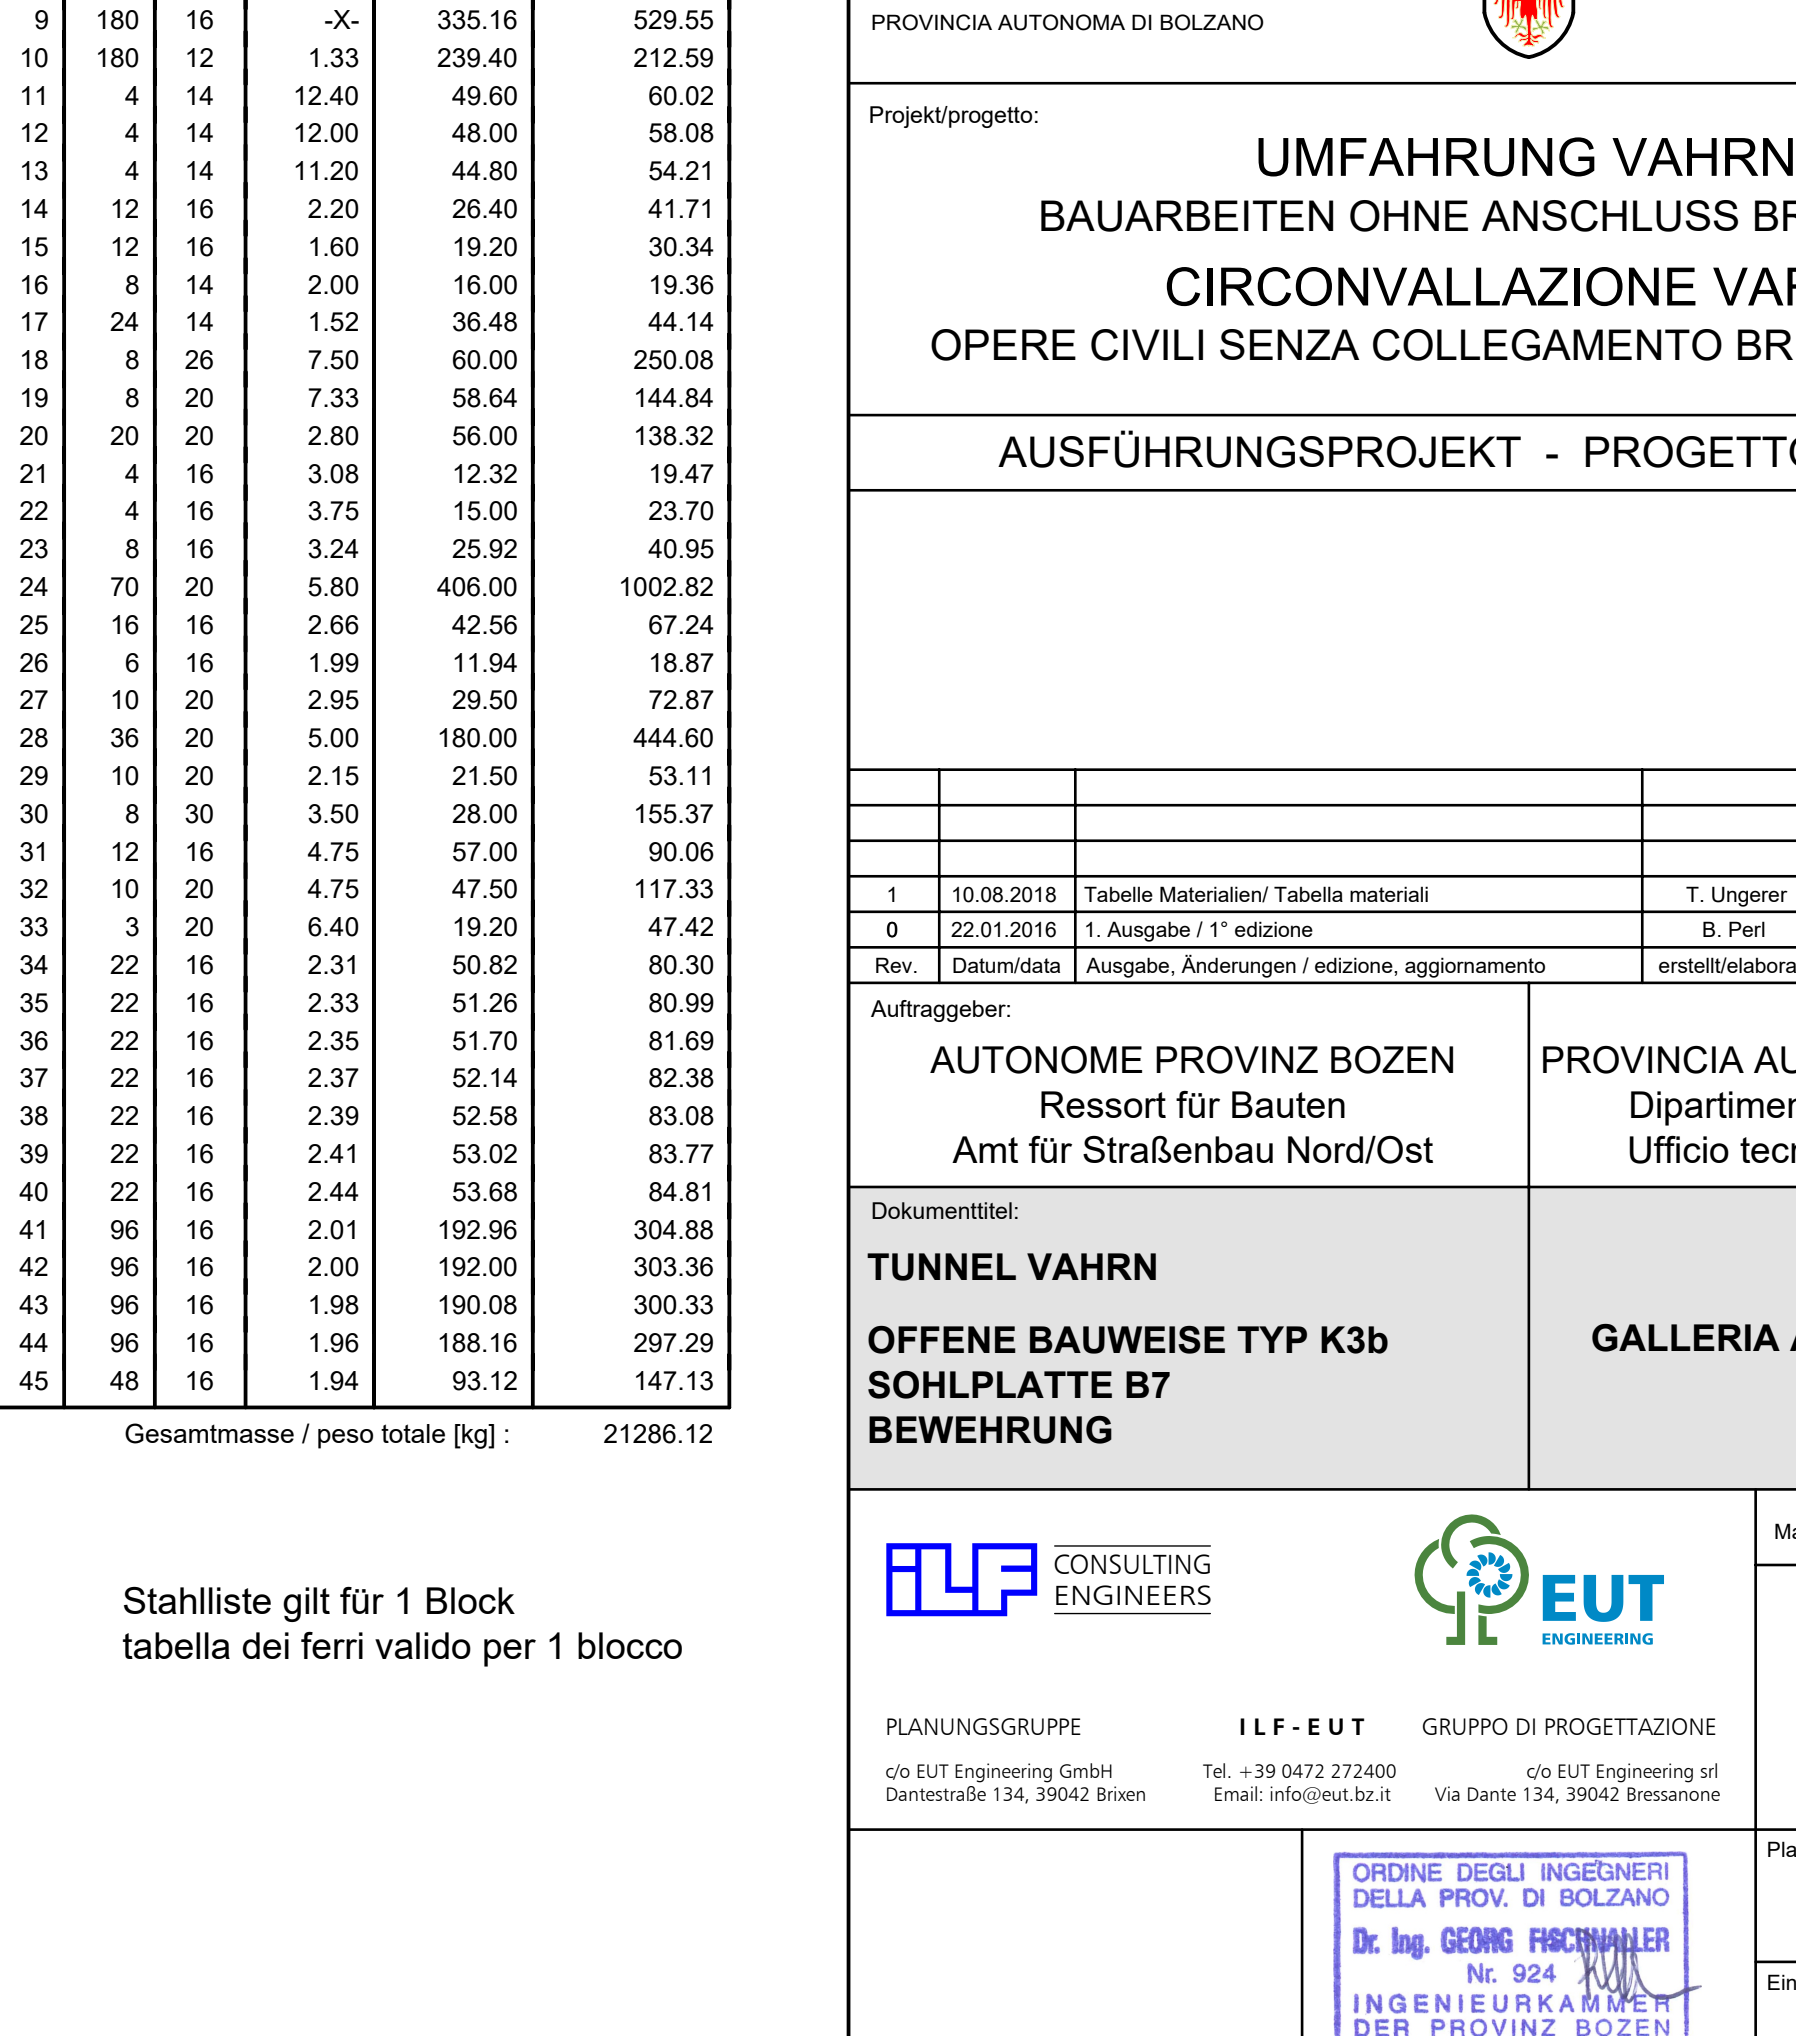 9 180 16 -X- 335.16 529.55
10 180 12 1.33 239.40 212.59
11 4 14 12.40 49.60 60.02
12 4 14 12.00 48.00 58.08
13 4 14 11.20 44.80 54.21
14 12 16 2.20 26.40 41.71
15 12 16 1.60 19.20 30.34
16 8 14 2.00 16.00 19.36
17 24 14 1.52 36.48 44.14
18 8 26 7.50 60.00 250.08
19 8 20 7.33 58.64 144.84
20 20 20 2.80 56.00 138.32
21 4 16 3.08 12.32 19.47
22 4 16 3.75 15.00 23.70
23 8 16 3.24 25.92 40.95
24 70 20 5.80 406.00 1002.82
25 16 16 2.66 42.56 67.24
26 6 16 1.99 11.94 18.87
27 10 20 2.95 29.50 72.87
28 36 20 5.00 180.00 444.60
29 10 20 2.15 21.50 53.11
30 8 30 3.50 28.00 155.37
31 12 16 4.75 57.00 90.06
32 10 20 4.75 47.50 117.33
33 3 20 6.40 19.20 47.42
34 22 16 2.31 50.82 80.30
35 22 16 2.33 51.26 80.99
36 22 16 2.35 51.70 81.69
37 22 16 2.37 52.14 82.38
38 22 16 2.39 52.58 83.08
39 22 16 2.41 53.02 83.77
40 22 16 2.44 53.68 84.81
41 96 16 2.01 192.96 304.88
42 96 16 2.00 192.00 303.36
43 96 16 1.98 190.08 300.33
44 96 16 1.96 188.16 297.29
45 48 16 1.94 93.12 147.13
Gesamtmasse / peso totale [kg] : 21286.12
Stahlliste gilt für 1 Block
tabella dei ferri valido per 1 blocco
PROVINCIA AUTONOMA DI BOLZANO
Projekt/progetto:
UMFAHRUNG VAHRN
BAUARBEITEN OHNE ANSCHLUSS BR
CIRCONVALLAZIONE VA
OPERE CIVILI SENZA COLLEGAMENTO BR
AUSFÜHRUNGSPROJEKT - PROGETTO
1 10.08.2018 Tabelle Materialien/ Tabella materiali T. Ungerer
0 22.01.2016 1. Ausgabe / 1° edizione B. Perl
Rev. Datum/data Ausgabe, Änderungen / edizione, aggiornamento erstellt/elabora
Auftraggeber:
AUTONOME PROVINZ BOZEN
Ressort für Bauten
Amt für Straßenbau Nord/Ost
PROVINCIA AU
Dipartimen
Ufficio tecn
Dokumenttitel:
TUNNEL VAHRN
OFFENE BAUWEISE TYP K3b
SOHLPLATTE B7
BEWEHRUNG
GALLERIA A
iLF CONSULTING
ENGINEERS
EUT
ENGINEERING
Ma
PLANUNGSGRUPPE ILF-EUT GRUPPO DI PROGETTAZIONE
c/o EUT Engineering GmbH Tel. +39 0472 272400 c/o EUT Engineering srl
Dantestraße 134, 39042 Brixen Email: info@eut.bz.it Via Dante 134, 39042 Bressanone
Pla
Ein
ORDINE DEGLI INGEGNERI
DELLA PROV. DI BOLZANO
Dr. Ing. GEORG FISCHNALLER
Nr. 924
INGENIEURKAMMER
DER PROVINZ BOZEN